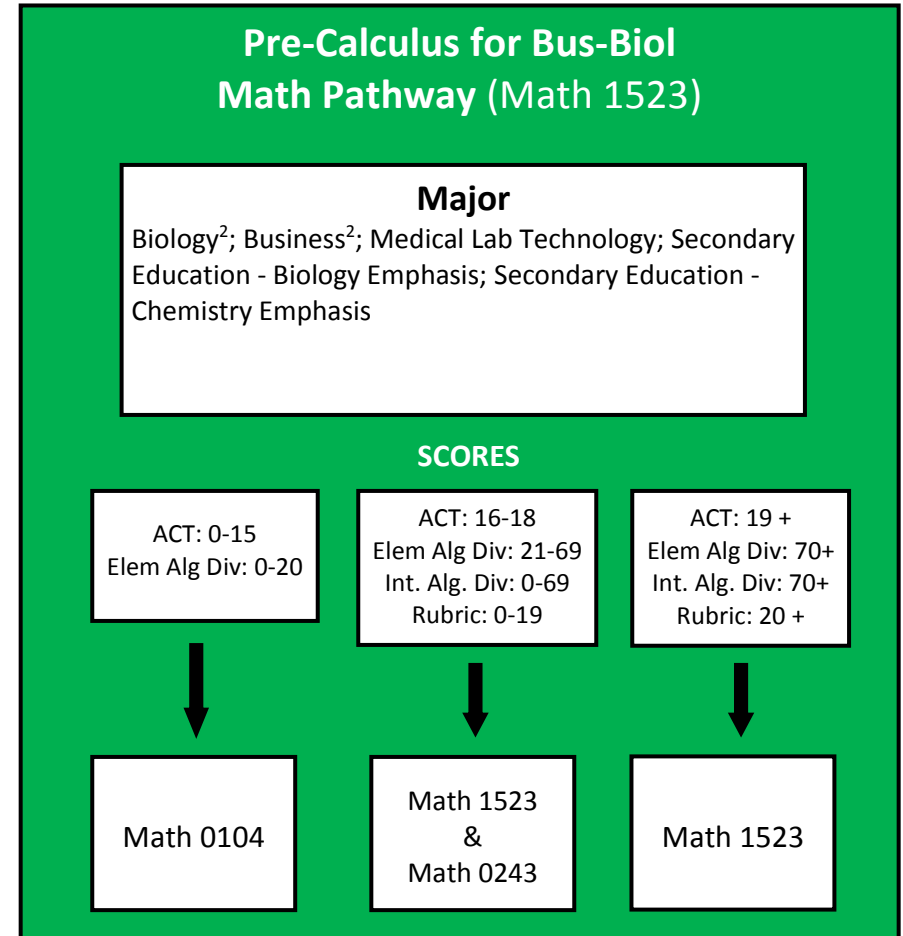 Pre-Calculus for Bus-Biol
Math Pathway (Math 1523)
Major
Biology²; Business²; Medical Lab Technology; Secondary
Education - Biology Emphasis; Secondary Education -
Chemistry Emphasis
SCORES
ACT: 0-15
Elem Alg Div: 0-20
ACT: 16-18
Elem Alg Div: 21-69
Int. Alg. Div: 0-69
Rubric: 0-19
ACT: 19 +
Elem Alg Div: 70+
Int. Alg. Div: 70+
Rubric: 20 +
Math 0104
Math 1523
&
Math 0243
Math 1523